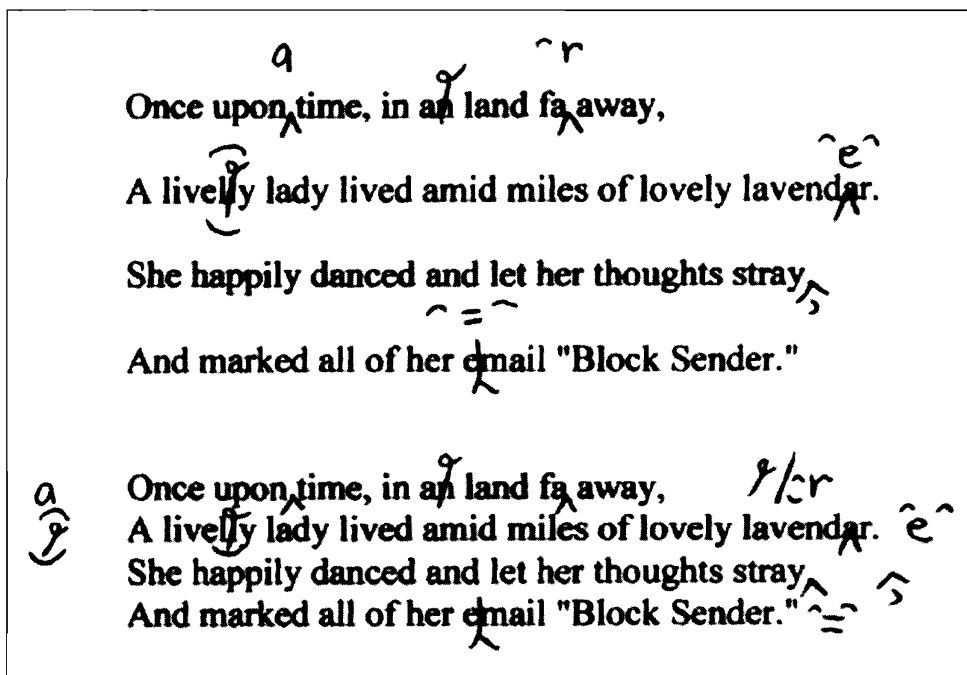 a ⌢r
Once upon‸time, in an land fa‸away,
⌢e⌢
A livelly lady lived amid miles of lovely lavendar.
She happily danced and let her thoughts stray‸,
⌢=⌢
And marked all of her email "Block Sender."
a Once upon‸time, in an land fa‸away, /⌢r
A livelly lady lived amid miles of lovely lavendar. ⌢e⌢
She happily danced and let her thoughts stray‸ ,
And marked all of her email "Block Sender." ⌢=⌢